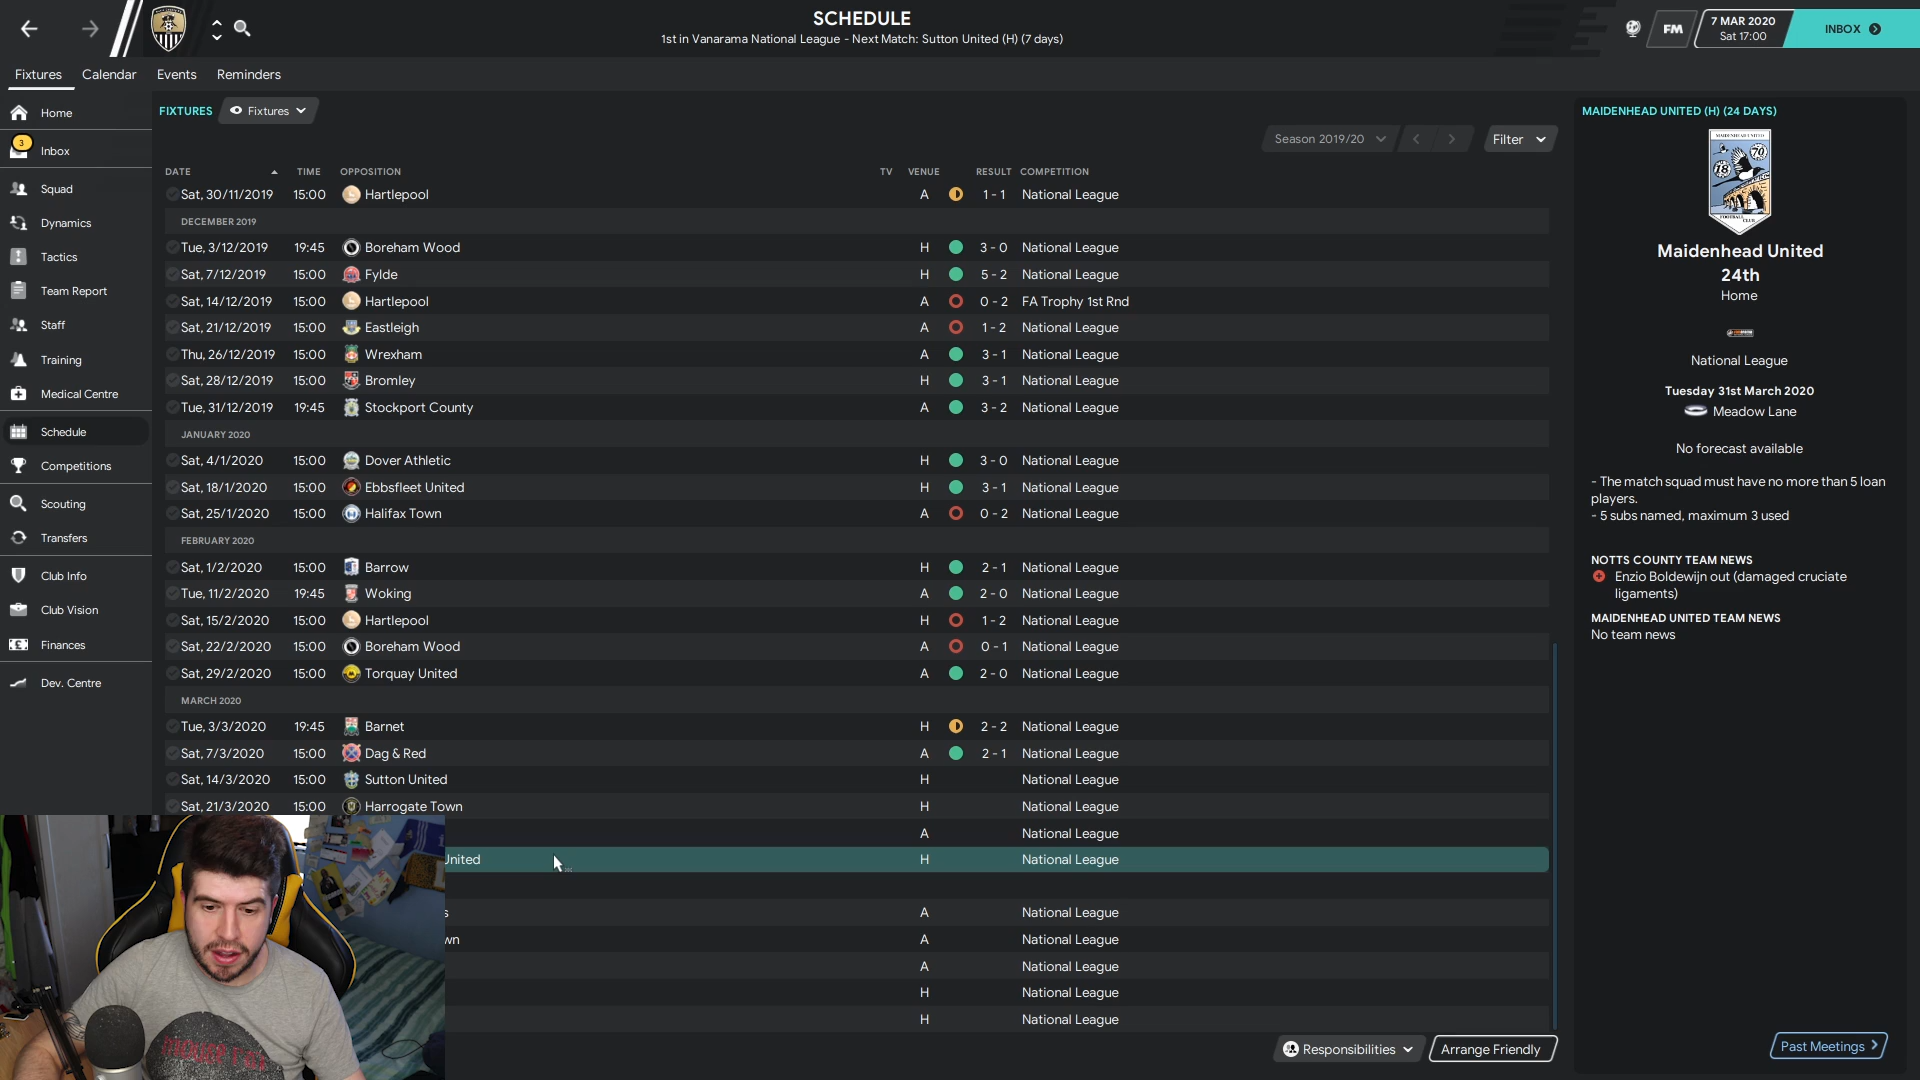 SCHEDULE
1st in Vanarama National League - Next Match: Sutton United (H) (7 days)
FM
7 MAR 2020
Sat 17:00
INBOX
Fixtures
Calendar
Events
Reminders
Home
3
Inbox
Squad
Dynamics
Tactics
Team Report
Staff
Training
Medical Centre
Schedule
Competitions
Scouting
Transfers
Club Info
Club Vision
Finances
Dev. Centre
FIXTURES
Fixtures
Season 2019/20
Filter
DATE TIME OPPOSITION TV VENUE RESULT COMPETITION
Sat, 30/11/2019 15:00 Hartlepool A 1 - 1 National League
DECEMBER 2019
Tue, 3/12/2019 19:45 Boreham Wood H 3 - 0 National League
Sat, 7/12/2019 15:00 Fylde H 5 - 2 National League
Sat, 14/12/2019 15:00 Hartlepool A 0 - 2 FA Trophy 1st Rnd
Sat, 21/12/2019 15:00 Eastleigh A 1 - 2 National League
Thu, 26/12/2019 15:00 Wrexham A 3 - 1 National League
Sat, 28/12/2019 15:00 Bromley H 3 - 1 National League
Tue, 31/12/2019 19:45 Stockport County A 3 - 2 National League
JANUARY 2020
Sat, 4/1/2020 15:00 Dover Athletic H 3 - 0 National League
Sat, 18/1/2020 15:00 Ebbsfleet United H 3 - 1 National League
Sat, 25/1/2020 15:00 Halifax Town A 0 - 2 National League
FEBRUARY 2020
Sat, 1/2/2020 15:00 Barrow H 2 - 1 National League
Tue, 11/2/2020 19:45 Woking A 2 - 0 National League
Sat, 15/2/2020 15:00 Hartlepool H 1 - 2 National League
Sat, 22/2/2020 15:00 Boreham Wood A 0 - 1 National League
Sat, 29/2/2020 15:00 Torquay United A 2 - 0 National League
MARCH 2020
Tue, 3/3/2020 19:45 Barnet H 2 - 2 National League
Sat, 7/3/2020 15:00 Dag & Red A 2 - 1 National League
Sat, 14/3/2020 15:00 Sutton United H National League
Sat, 21/3/2020 15:00 Harrogate Town H National League
A National League
United H National League
s A National League
wn A National League
A National League
H National League
H National League
Responsibilities
Arrange Friendly
MAIDENHEAD UNITED (H) (24 DAYS)
Maidenhead United
24th
Home
National League
Tuesday 31st March 2020
Meadow Lane
No forecast available
- The match squad must have no more than 5 loan
players.
- 5 subs named, maximum 3 used
NOTTS COUNTY TEAM NEWS
Enzio Boldewijn out (damaged cruciate
ligaments)
MAIDENHEAD UNITED TEAM NEWS
No team news
Past Meetings